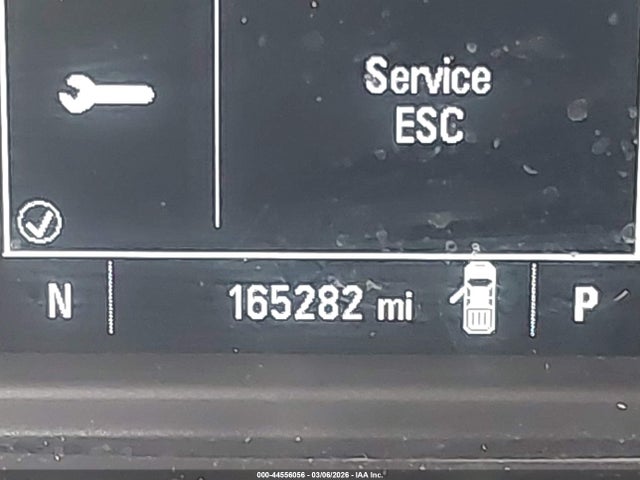 Service
ESC
N 165282 mi P
000-44556056 - 03/06/2026 - IAA Inc.